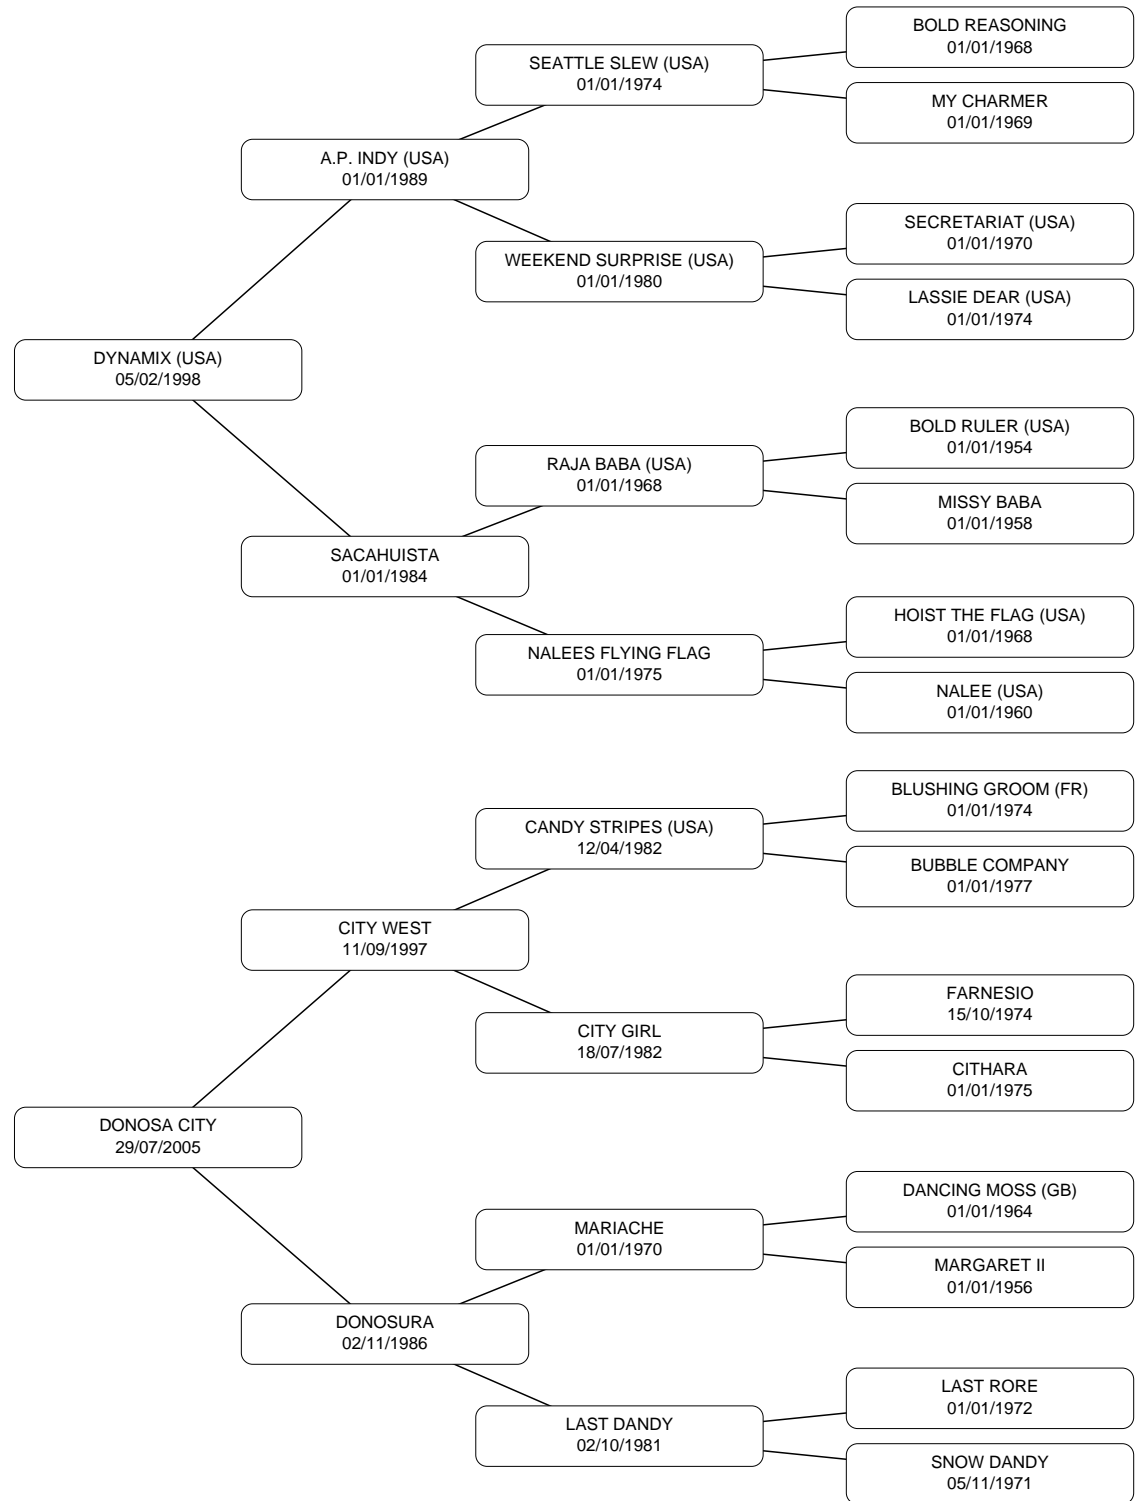 BOLD REASONING
01/01/1968
SEATTLE SLEW (USA)
01/01/1974
MY CHARMER
01/01/1969
A.P. INDY (USA)
01/01/1989
SECRETARIAT (USA)
01/01/1970
WEEKEND SURPRISE (USA)
01/01/1980
LASSIE DEAR (USA)
01/01/1974
DYNAMIX (USA)
05/02/1998
BOLD RULER (USA)
01/01/1954
RAJA BABA (USA)
01/01/1968
MISSY BABA
01/01/1958
SACAHUISTA
01/01/1984
HOIST THE FLAG (USA)
01/01/1968
NALEES FLYING FLAG
01/01/1975
NALEE (USA)
01/01/1960
BLUSHING GROOM (FR)
01/01/1974
CANDY STRIPES (USA)
12/04/1982
BUBBLE COMPANY
01/01/1977
CITY WEST
11/09/1997
FARNESIO
15/10/1974
CITY GIRL
18/07/1982
CITHARA
01/01/1975
DONOSA CITY
29/07/2005
DANCING MOSS (GB)
01/01/1964
MARIACHE
01/01/1970
MARGARET II
01/01/1956
DONOSURA
02/11/1986
LAST RORE
01/01/1972
LAST DANDY
02/10/1981
SNOW DANDY
05/11/1971